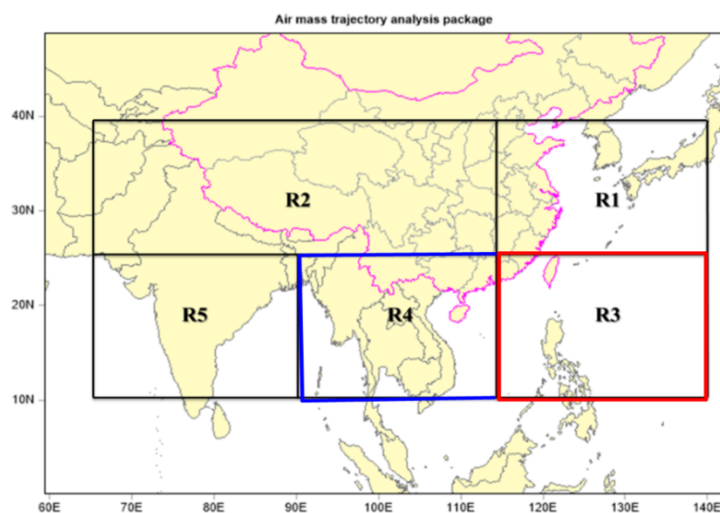 Air mass trajectory analysis package
40N
30N
20N
10N
R2
R1
R5
R4
R3
60E
70E
80E
90E
100E
110E
120E
130E
140E